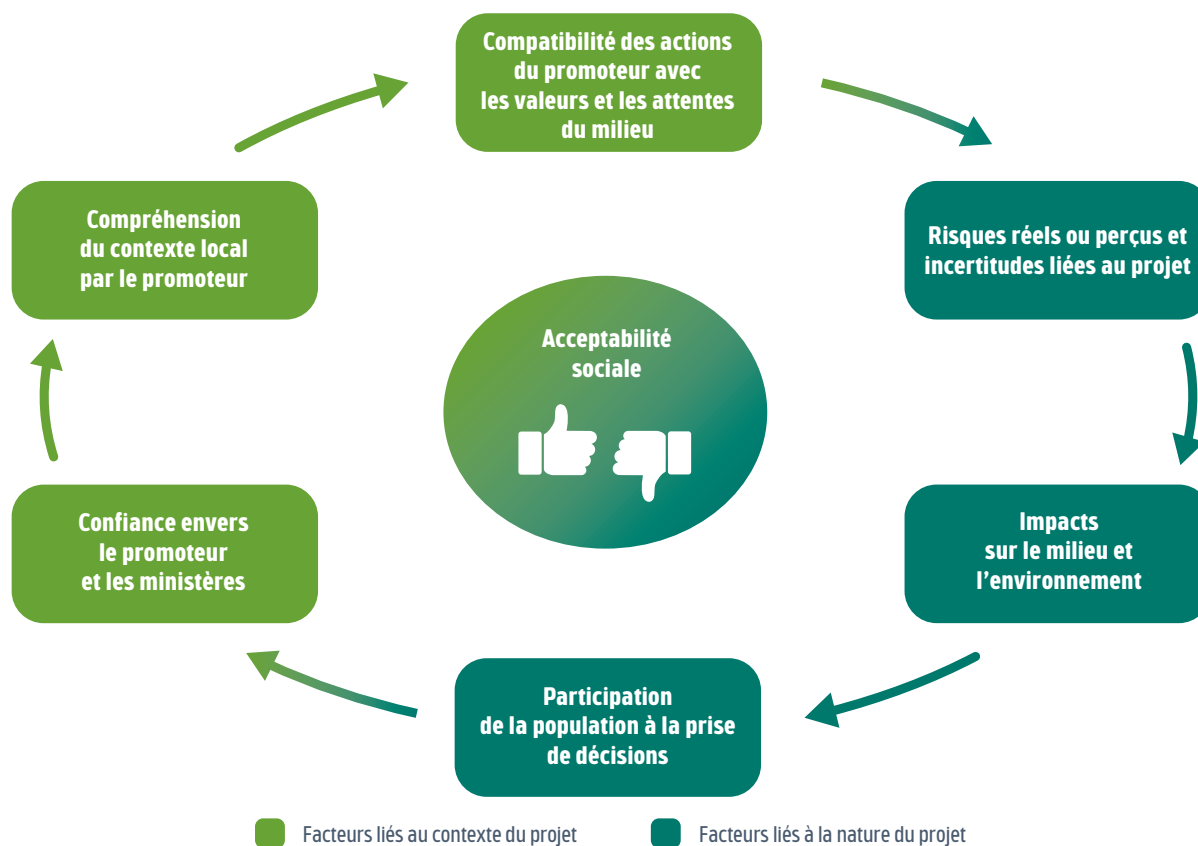 Compatibilité des actions
du promoteur avec
les valeurs et les attentes
du milieu
Risques réels ou perçus et
incertitudes liées au projet
Impacts
sur le milieu et
l’environnement
Participation
de la population à la prise
de décisions
Confiance envers
le promoteur
et les ministères
Compréhension
du contexte local
par le promoteur
Acceptabilité
sociale
Facteurs liés au contexte du projet
Facteurs liés à la nature du projet